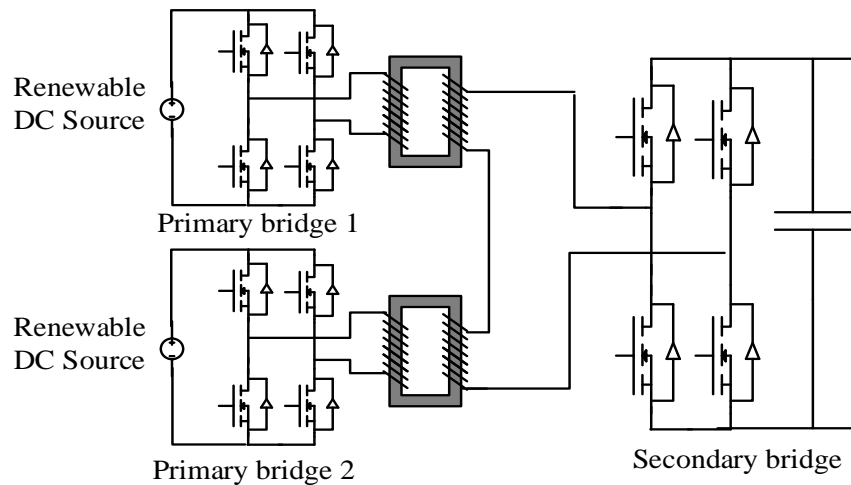 Renewable
DC Source
Primary bridge 1
Renewable
DC Source
Primary bridge 2
Secondary bridge